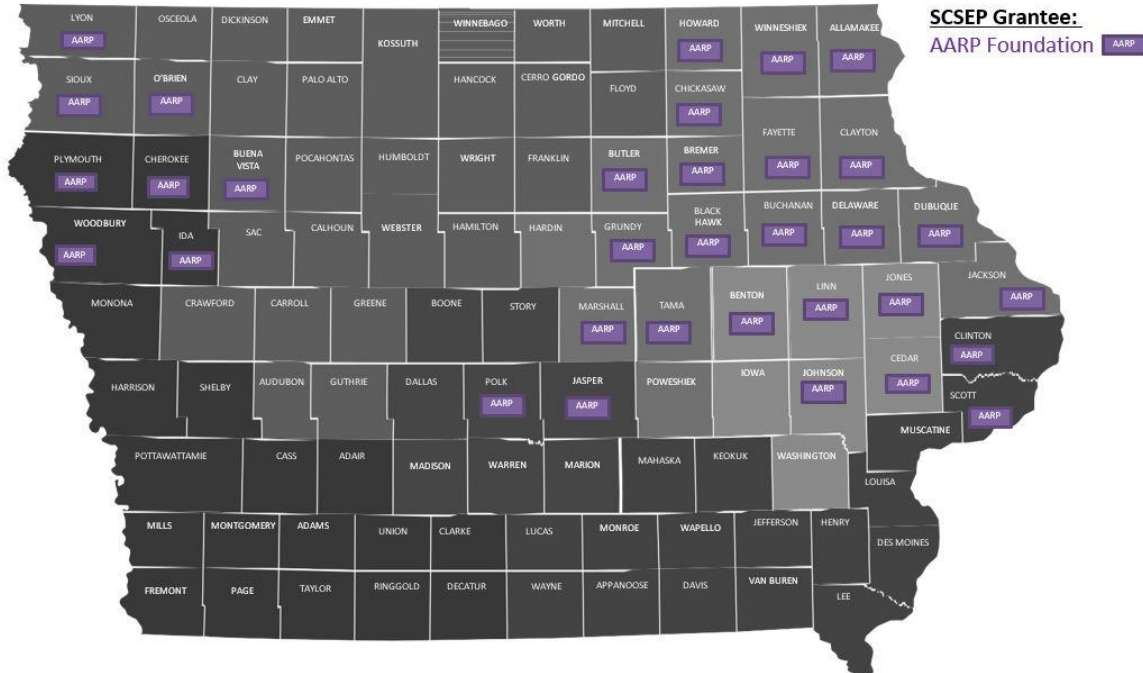 SCSEP Grantee:
AARP Foundation AARP
LYON
AARP
OSCEOLA
DICKINSON
EMMET
KOSSUTH
WINNEBAGO
WORTH
MITCHELL
HOWARD
AARP
WINNESHIEK
AARP
ALLAMAKEE
AARP
SIOUX
AARP
O'BRIEN
AARP
CLAY
PALO ALTO
HANCOCK
CERRO GORDO
FLOYD
CHICKASAW
AARP
FAYETTE
AARP
CLAYTON
AARP
PLYMOUTH
AARP
CHEROKEE
AARP
BUENA
VISTA
AARP
POCAHONTAS
HUMBOLDT
WRIGHT
FRANKLIN
BUTLER
AARP
BREMER
AARP
WOODBURY
AARP
IDA
AARP
SAC
CALHOUN
WEBSTER
HAMILTON
HARDIN
GRUNDY
AARP
BLACK
HAWK
AARP
BUCHANAN
AARP
DELAWARE
AARP
DUBUQUE
AARP
MONONA
CRAWFORD
CARROLL
GREENE
BOONE
STORY
MARSHALL
AARP
TAMA
AARP
BENTON
AARP
LINN
AARP
JONES
AARP
JACKSON
AARP
CLINTON
AARP
HARRISON
SHELBY
AUDUBON
GUTHRIE
DALLAS
POLK
AARP
JASPER
AARP
POWESHIEK
IOWA
JOHNSON
AARP
CEDAR
AARP
SCOTT
AARP
MUSCATINE
POTTAWATTAMIE
CASS
ADAIR
MADISON
WARREN
MARION
MAHASKA
KEOKUK
WASHINGTON
LOUISA
MILLS
MONTGOMERY
ADAMS
UNION
CLARKE
LUCAS
MONROE
WAPELLO
JEFFERSON
HENRY
DES MOINES
FREMONT
PAGE
TAYLOR
RINGGOLD
DECATUR
WAYNE
APPANOOSE
DAVIS
VAN BUREN
LEE